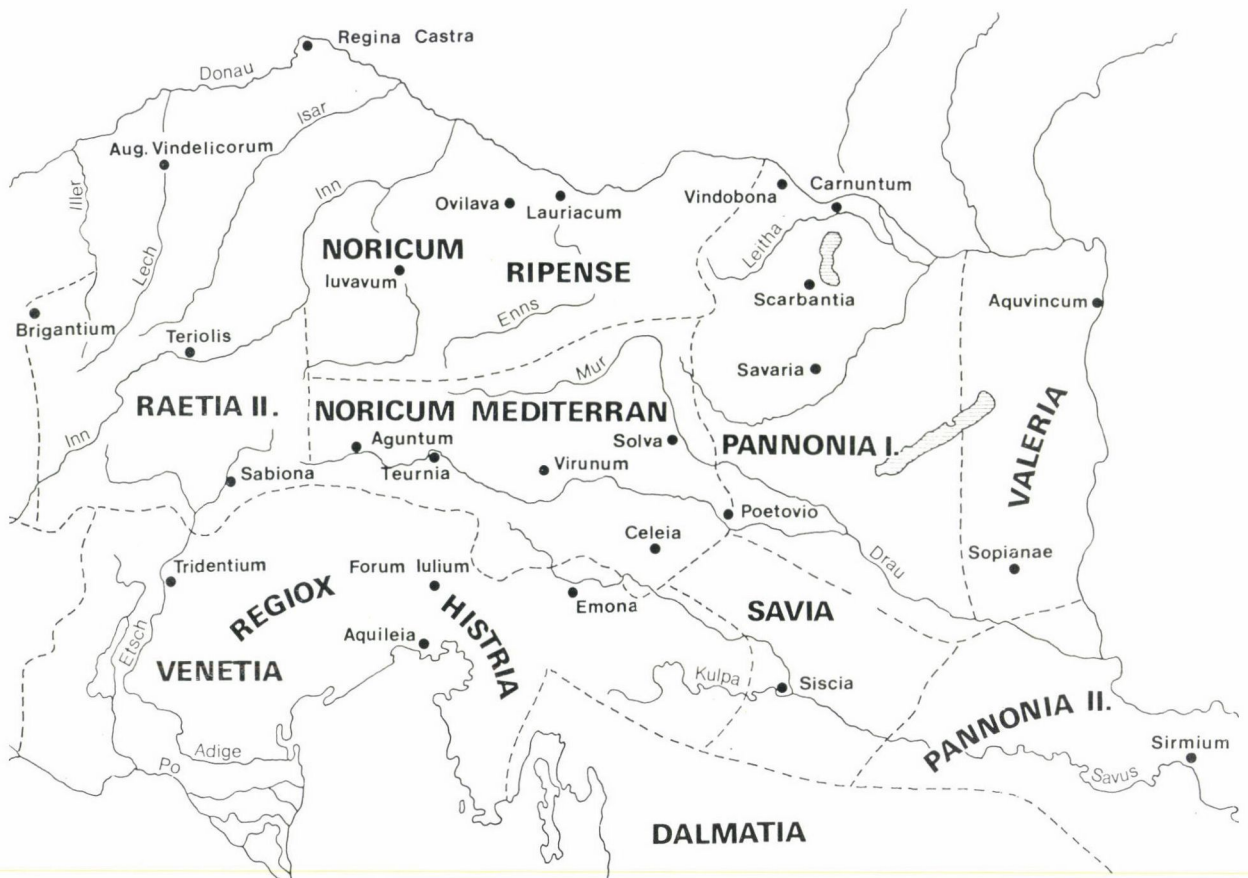 Regina Castra
Donau
Isar
Aug. Vindelicorum
Iller
Inn
Ovilava
Lauriacum
Vindobona
Carnuntum
Leitha
Lech
NORICUM
RIPENSE
Iuvavum
Enns
Scarbantia
Aquvincum
Brigantium
Teriolis
Mur
Savaria
RAETIA II.
NORICUM MEDITERRAN
Inn
Aguntum
Solva
PANNONIA I.
VALERIA
Sabiona
Teurnia
Virunum
Poetovio
Celeia
Drau
Sopianae
Tridentium
Forum Iulium
REGIOX
HISTRIA
Emona
SAVIA
Etsch
Aquileia
VENETIA
Kulpa
Siscia
PANNONIA II.
Adige
Po
Sirmium
Savus
DALMATIA